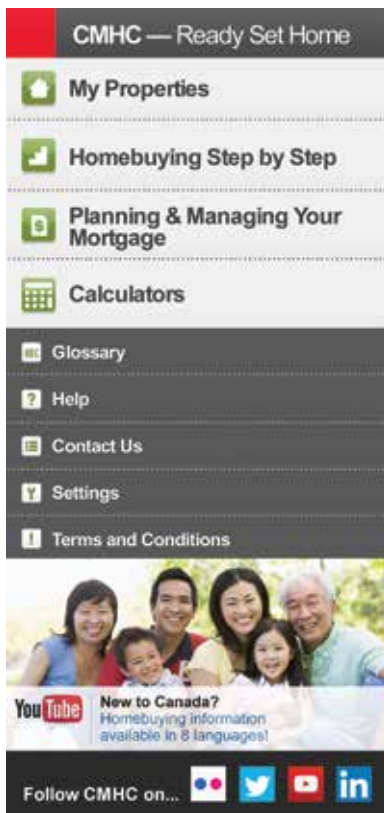 CMHC — Ready Set Home
My Properties
Homebuying Step by Step
Planning & Managing Your
Mortgage
Calculators
Glossary
Help
Contact Us
Settings
Terms and Conditions
YouTube
New to Canada?
Homebuying information
available in 8 languages!
Follow CMHC on...
in